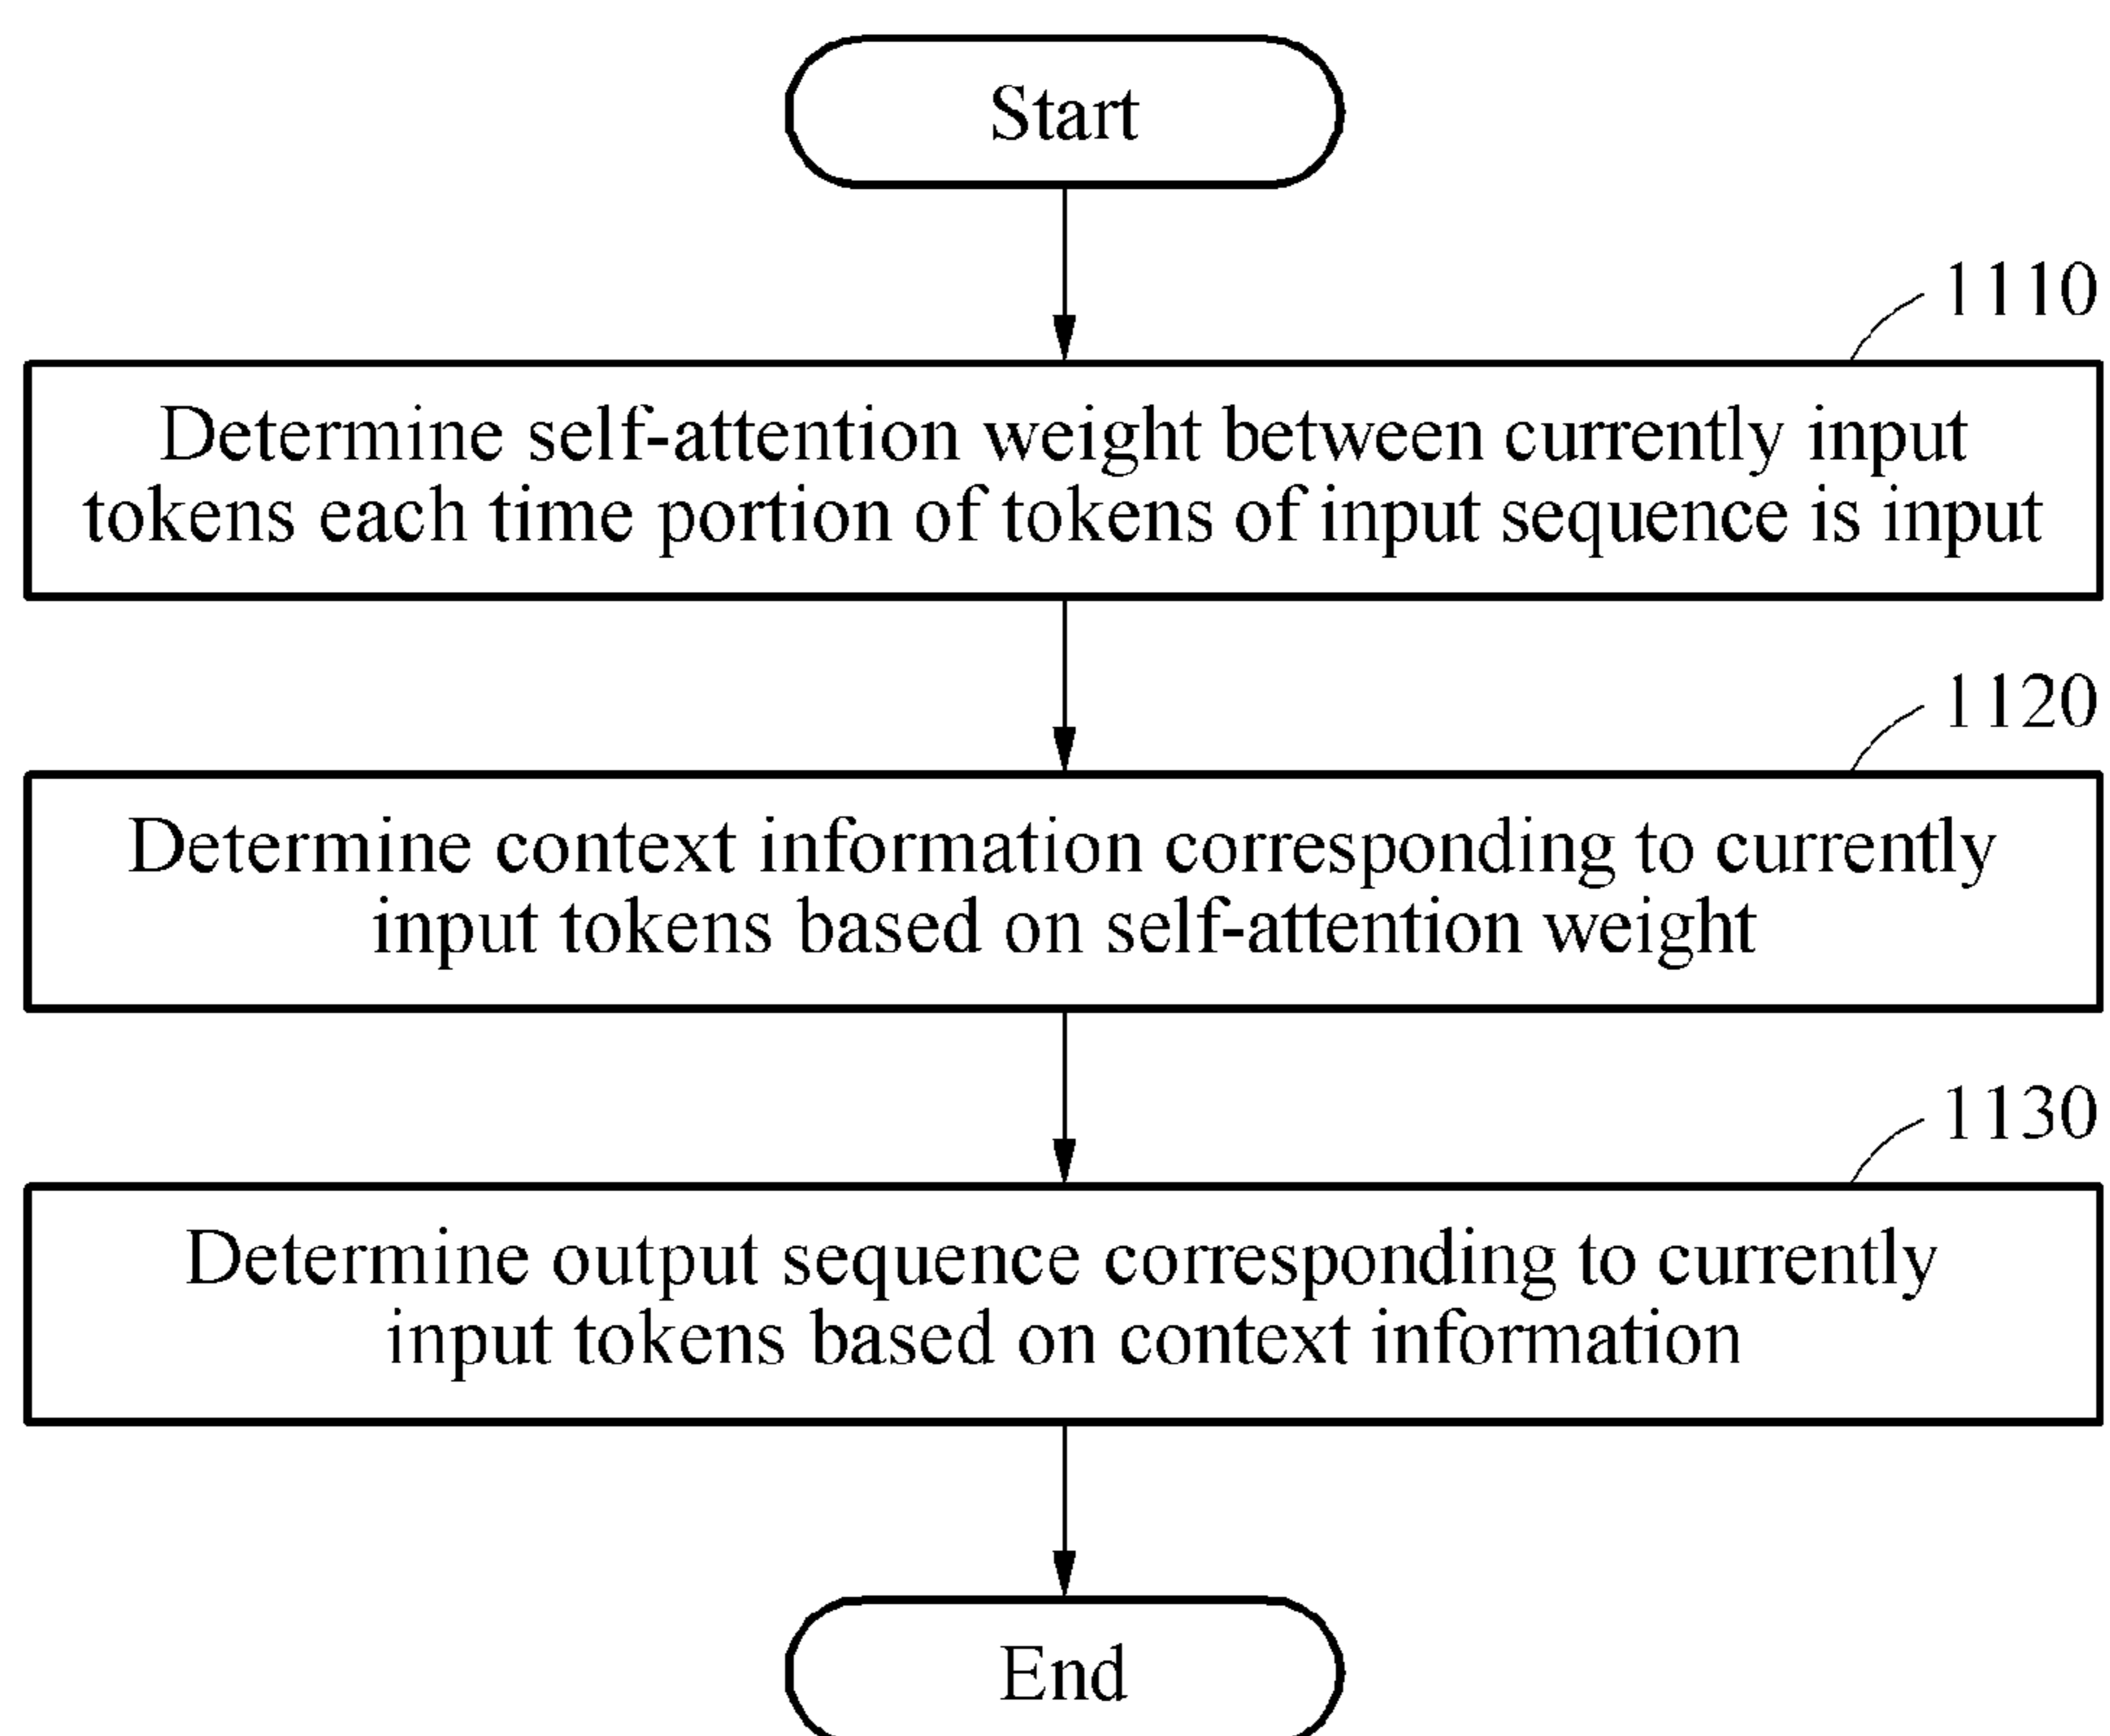 Start
1110
Determine self-attention weight between currently input
tokens each time portion of tokens of input sequence is input
1120
Determine context information corresponding to currently
input tokens based on self-attention weight
1130
Determine output sequence corresponding to currently
input tokens based on context information
End